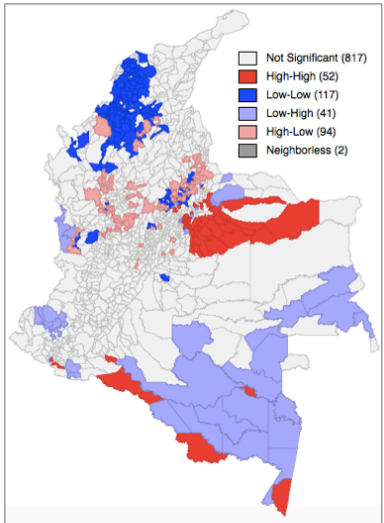 Not Significant (817)
High-High (52)
Low-Low (117)
Low-High (41)
High-Low (94)
Neighborless (2)